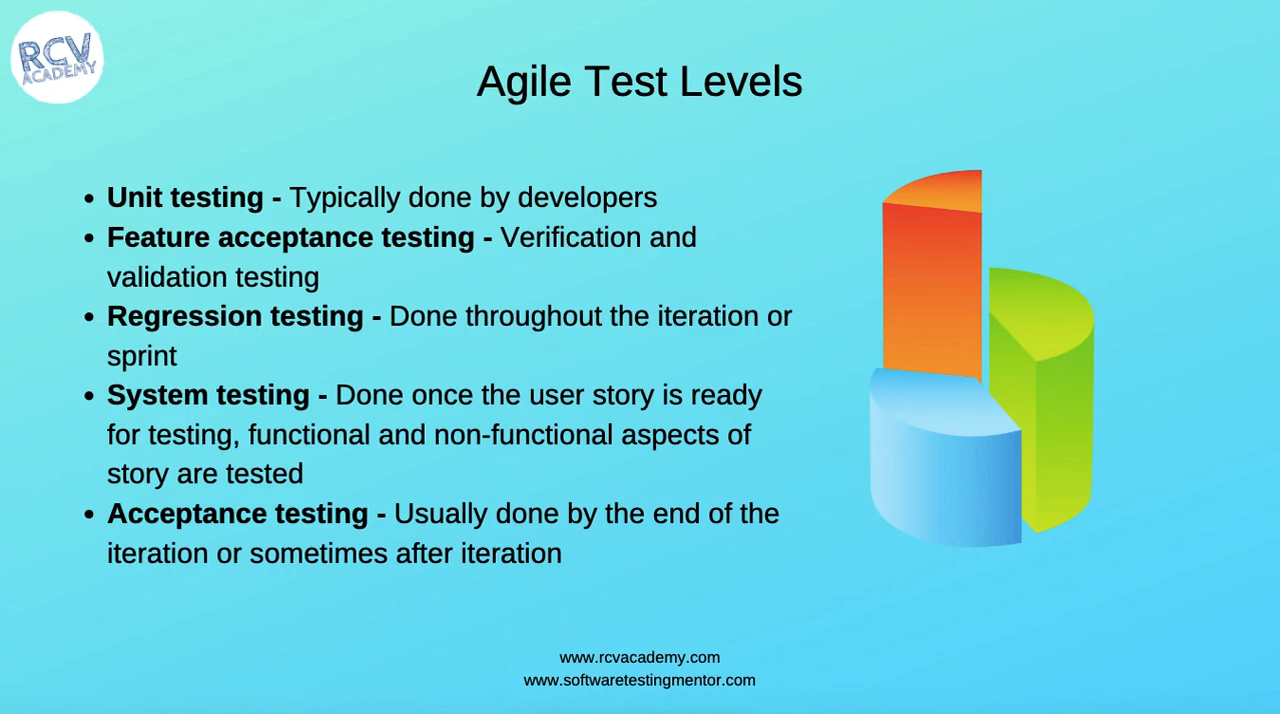 RCV
ACADEMY
Agile Test Levels
• Unit testing - Typically done by developers
• Feature acceptance testing - Verification and
validation testing
• Regression testing - Done throughout the iteration or
sprint
• System testing - Done once the user story is ready
for testing, functional and non-functional aspects of
story are tested
• Acceptance testing - Usually done by the end of the
iteration or sometimes after iteration
www.rcvacademy.com
www.softwaretestingmentor.com